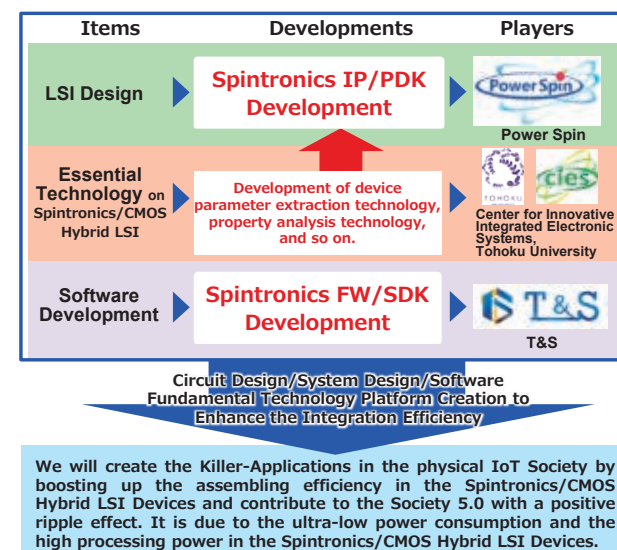 Items
Developments
Players
LSI Design
Spintronics IP/PDK
Development
Power Spin
Power Spin
Essential
Technology on
Spintronics/CMOS
Hybrid LSI
Development of device
parameter extraction technology,
property analysis technology,
and so on.
TOHOKU
cies
Center for Innovative
Integrated Electronic
Systems,
Tohoku University
Software
Development
Spintronics FW/SDK
Development
T&S
T&S
Circuit Design/System Design/Software
Fundamental Technology Platform Creation to
Enhance the Integration Efficiency
We will create the Killer-Applications in the physical IoT Society by
boosting up the assembling efficiency in the Spintronics/CMOS
Hybrid LSI Devices and contribute to the Society 5.0 with a positive
ripple effect. It is due to the ultra-low power consumption and the
high processing power in the Spintronics/CMOS Hybrid LSI Devices.